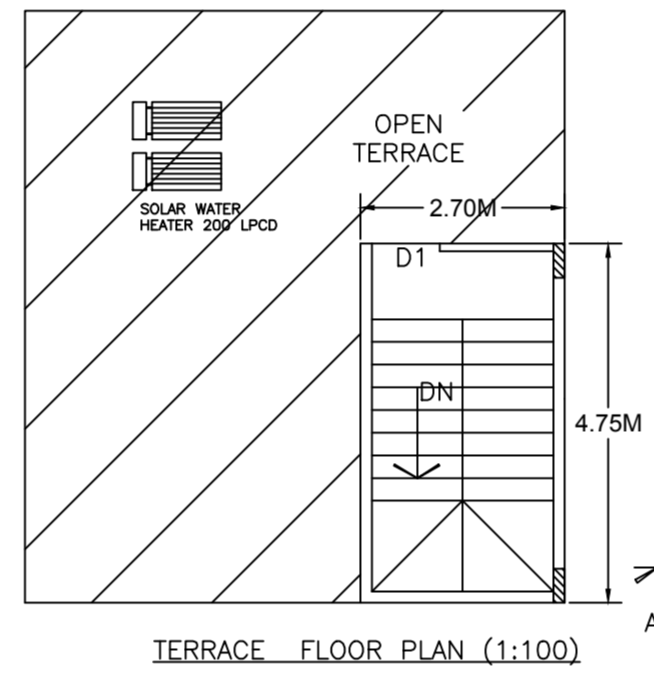 OPEN
TERRACE
SOLAR WATER
HEATER 200 LPCD
2.70M
D1
DN
4.75M
A
TERRACE FLOOR PLAN (1:100)